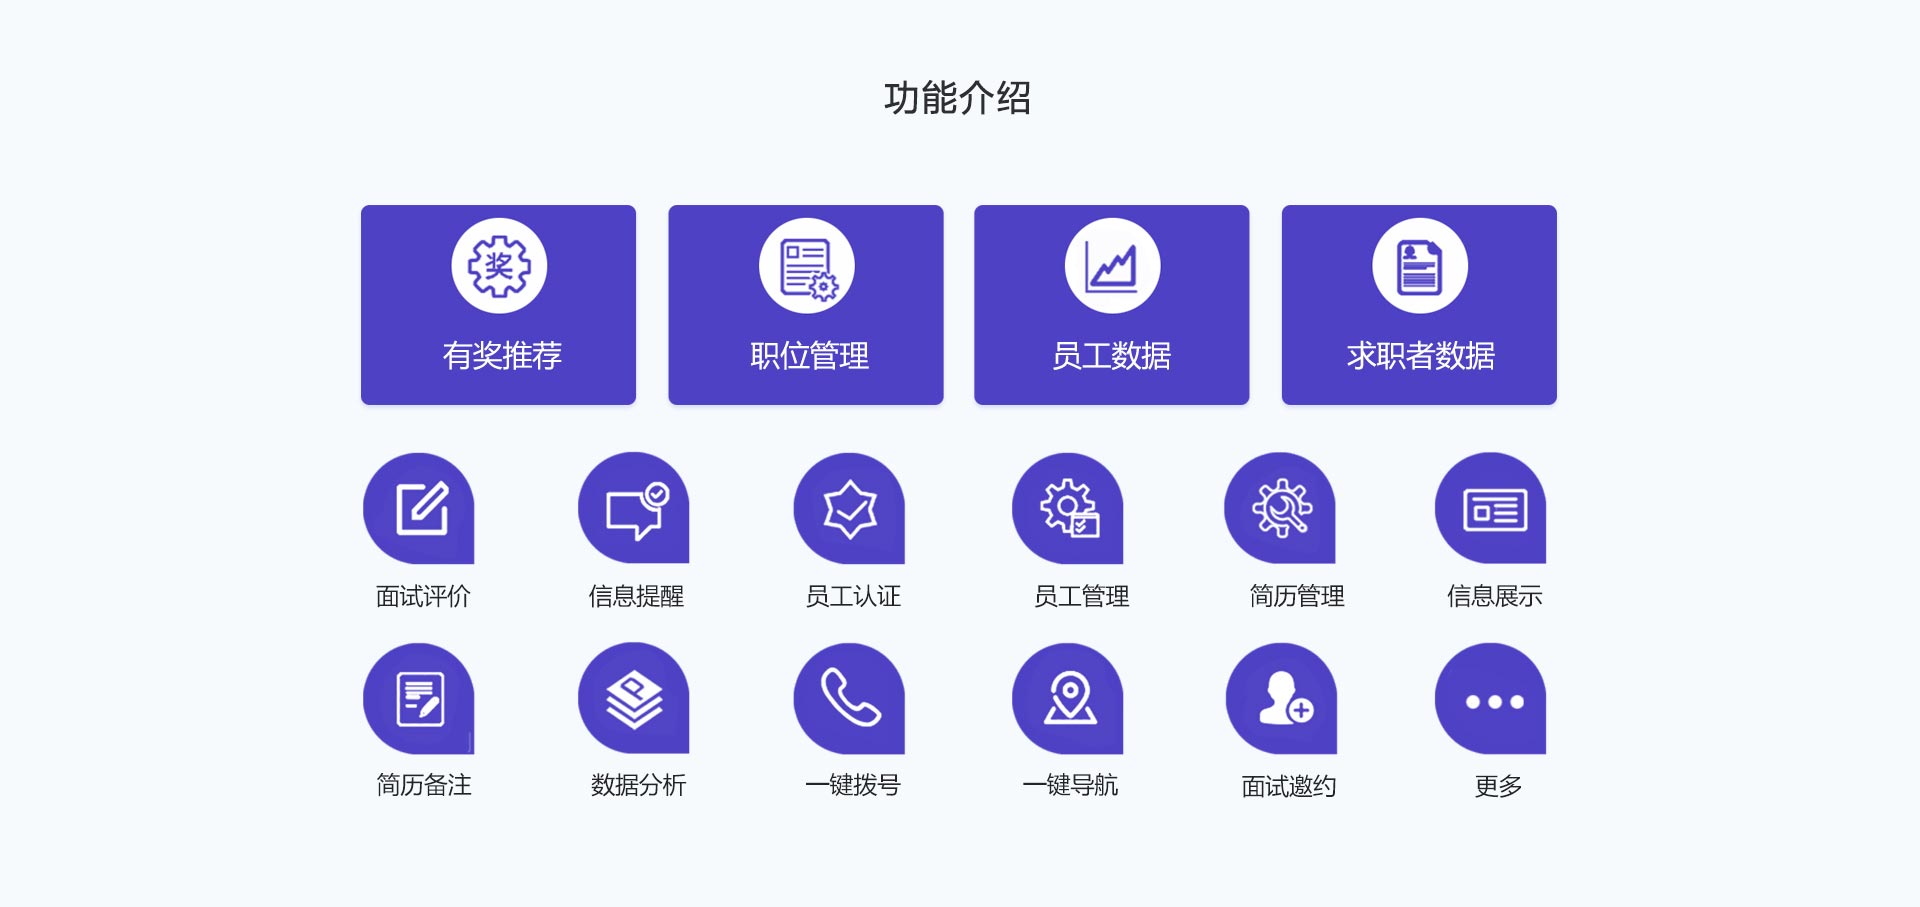 功能介绍
奖
有奖推荐
职位管理
员工数据
求职者数据
面试评价
信息提醒
员工认证
员工管理
简历管理
信息展示
简历备注
数据分析
一键拨号
一键导航
面试邀约
更多